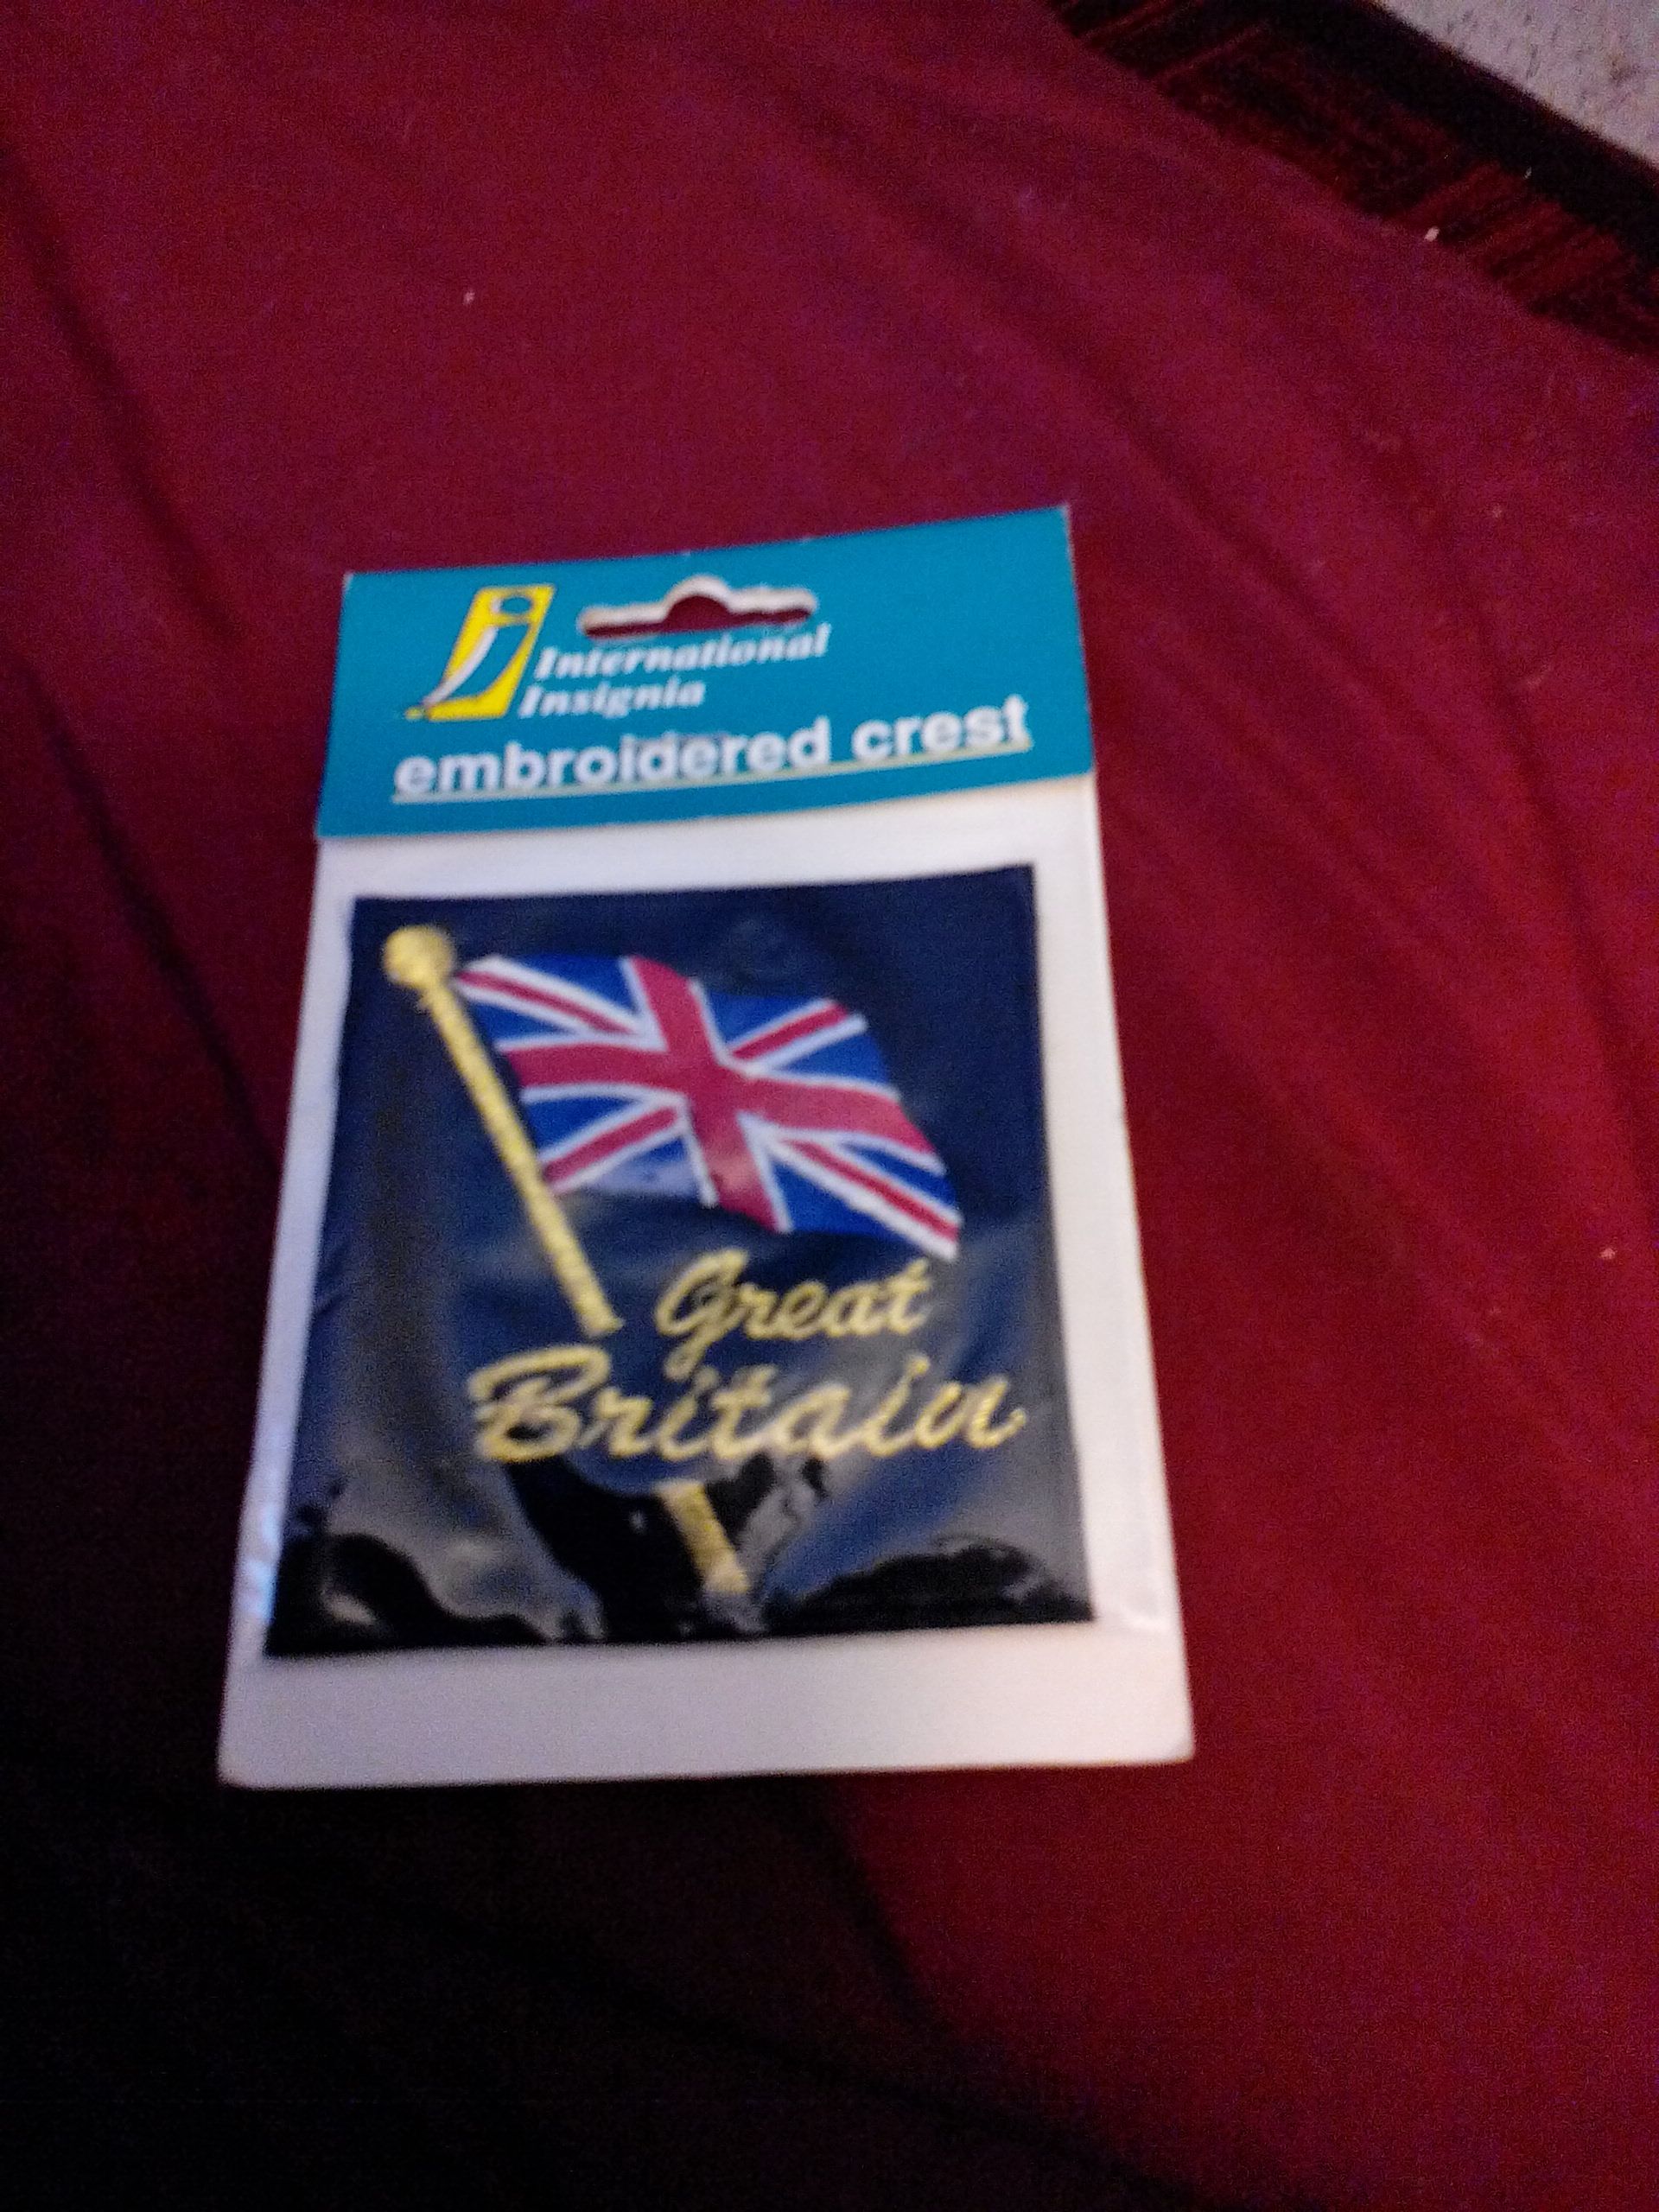 International
Insignia
embroidered crest
Great
Britain